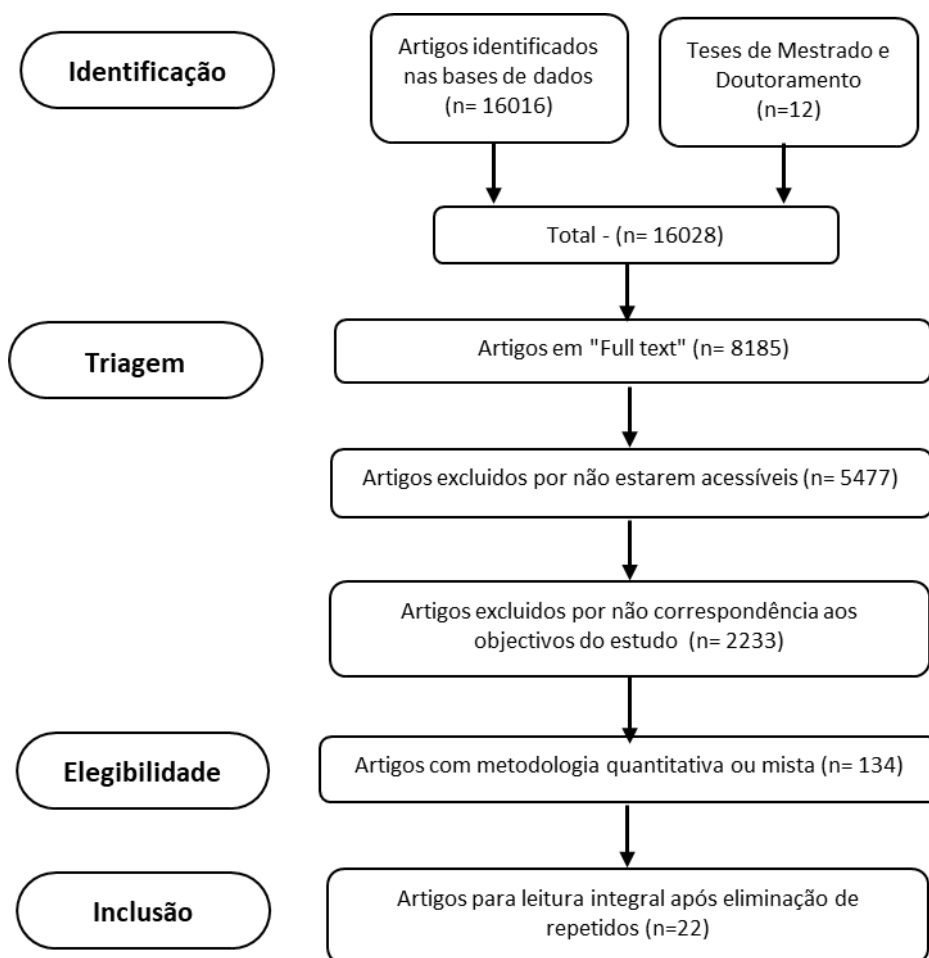 Identificação
Artigos identificados
nas bases de dados
(n= 16016)
Teses de Mestrado e
Doutoramento
(n=12)
Total - (n= 16028)
Triagem
Artigos em "Full text" (n= 8185)
Artigos excluidos por não estarem acessíveis (n= 5477)
Artigos excluidos por não correspondência aos
objectivos do estudo (n= 2233)
Elegibilidade
Artigos com metodologia quantitativa ou mista (n= 134)
Inclusão
Artigos para leitura integral após eliminação de
repetidos (n=22)